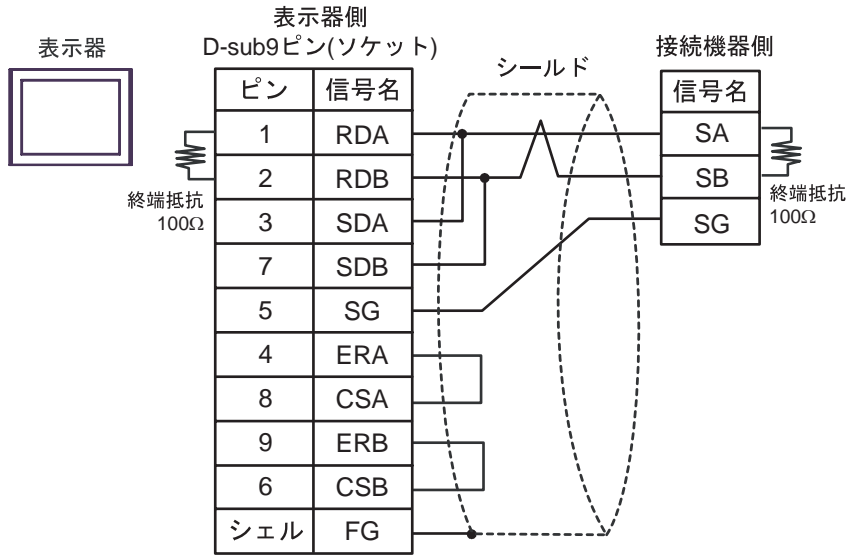 表示器
表示器側
D-sub9ピン(ソケット)
シールド
接続機器側
ピン 信号名
1 RDA
2 RDB
3 SDA
7 SDB
5 SG
4 ERA
8 CSA
9 ERB
6 CSB
シェル FG
終端抵抗
100Ω
信号名
SA
SB
SG
終端抵抗
100Ω